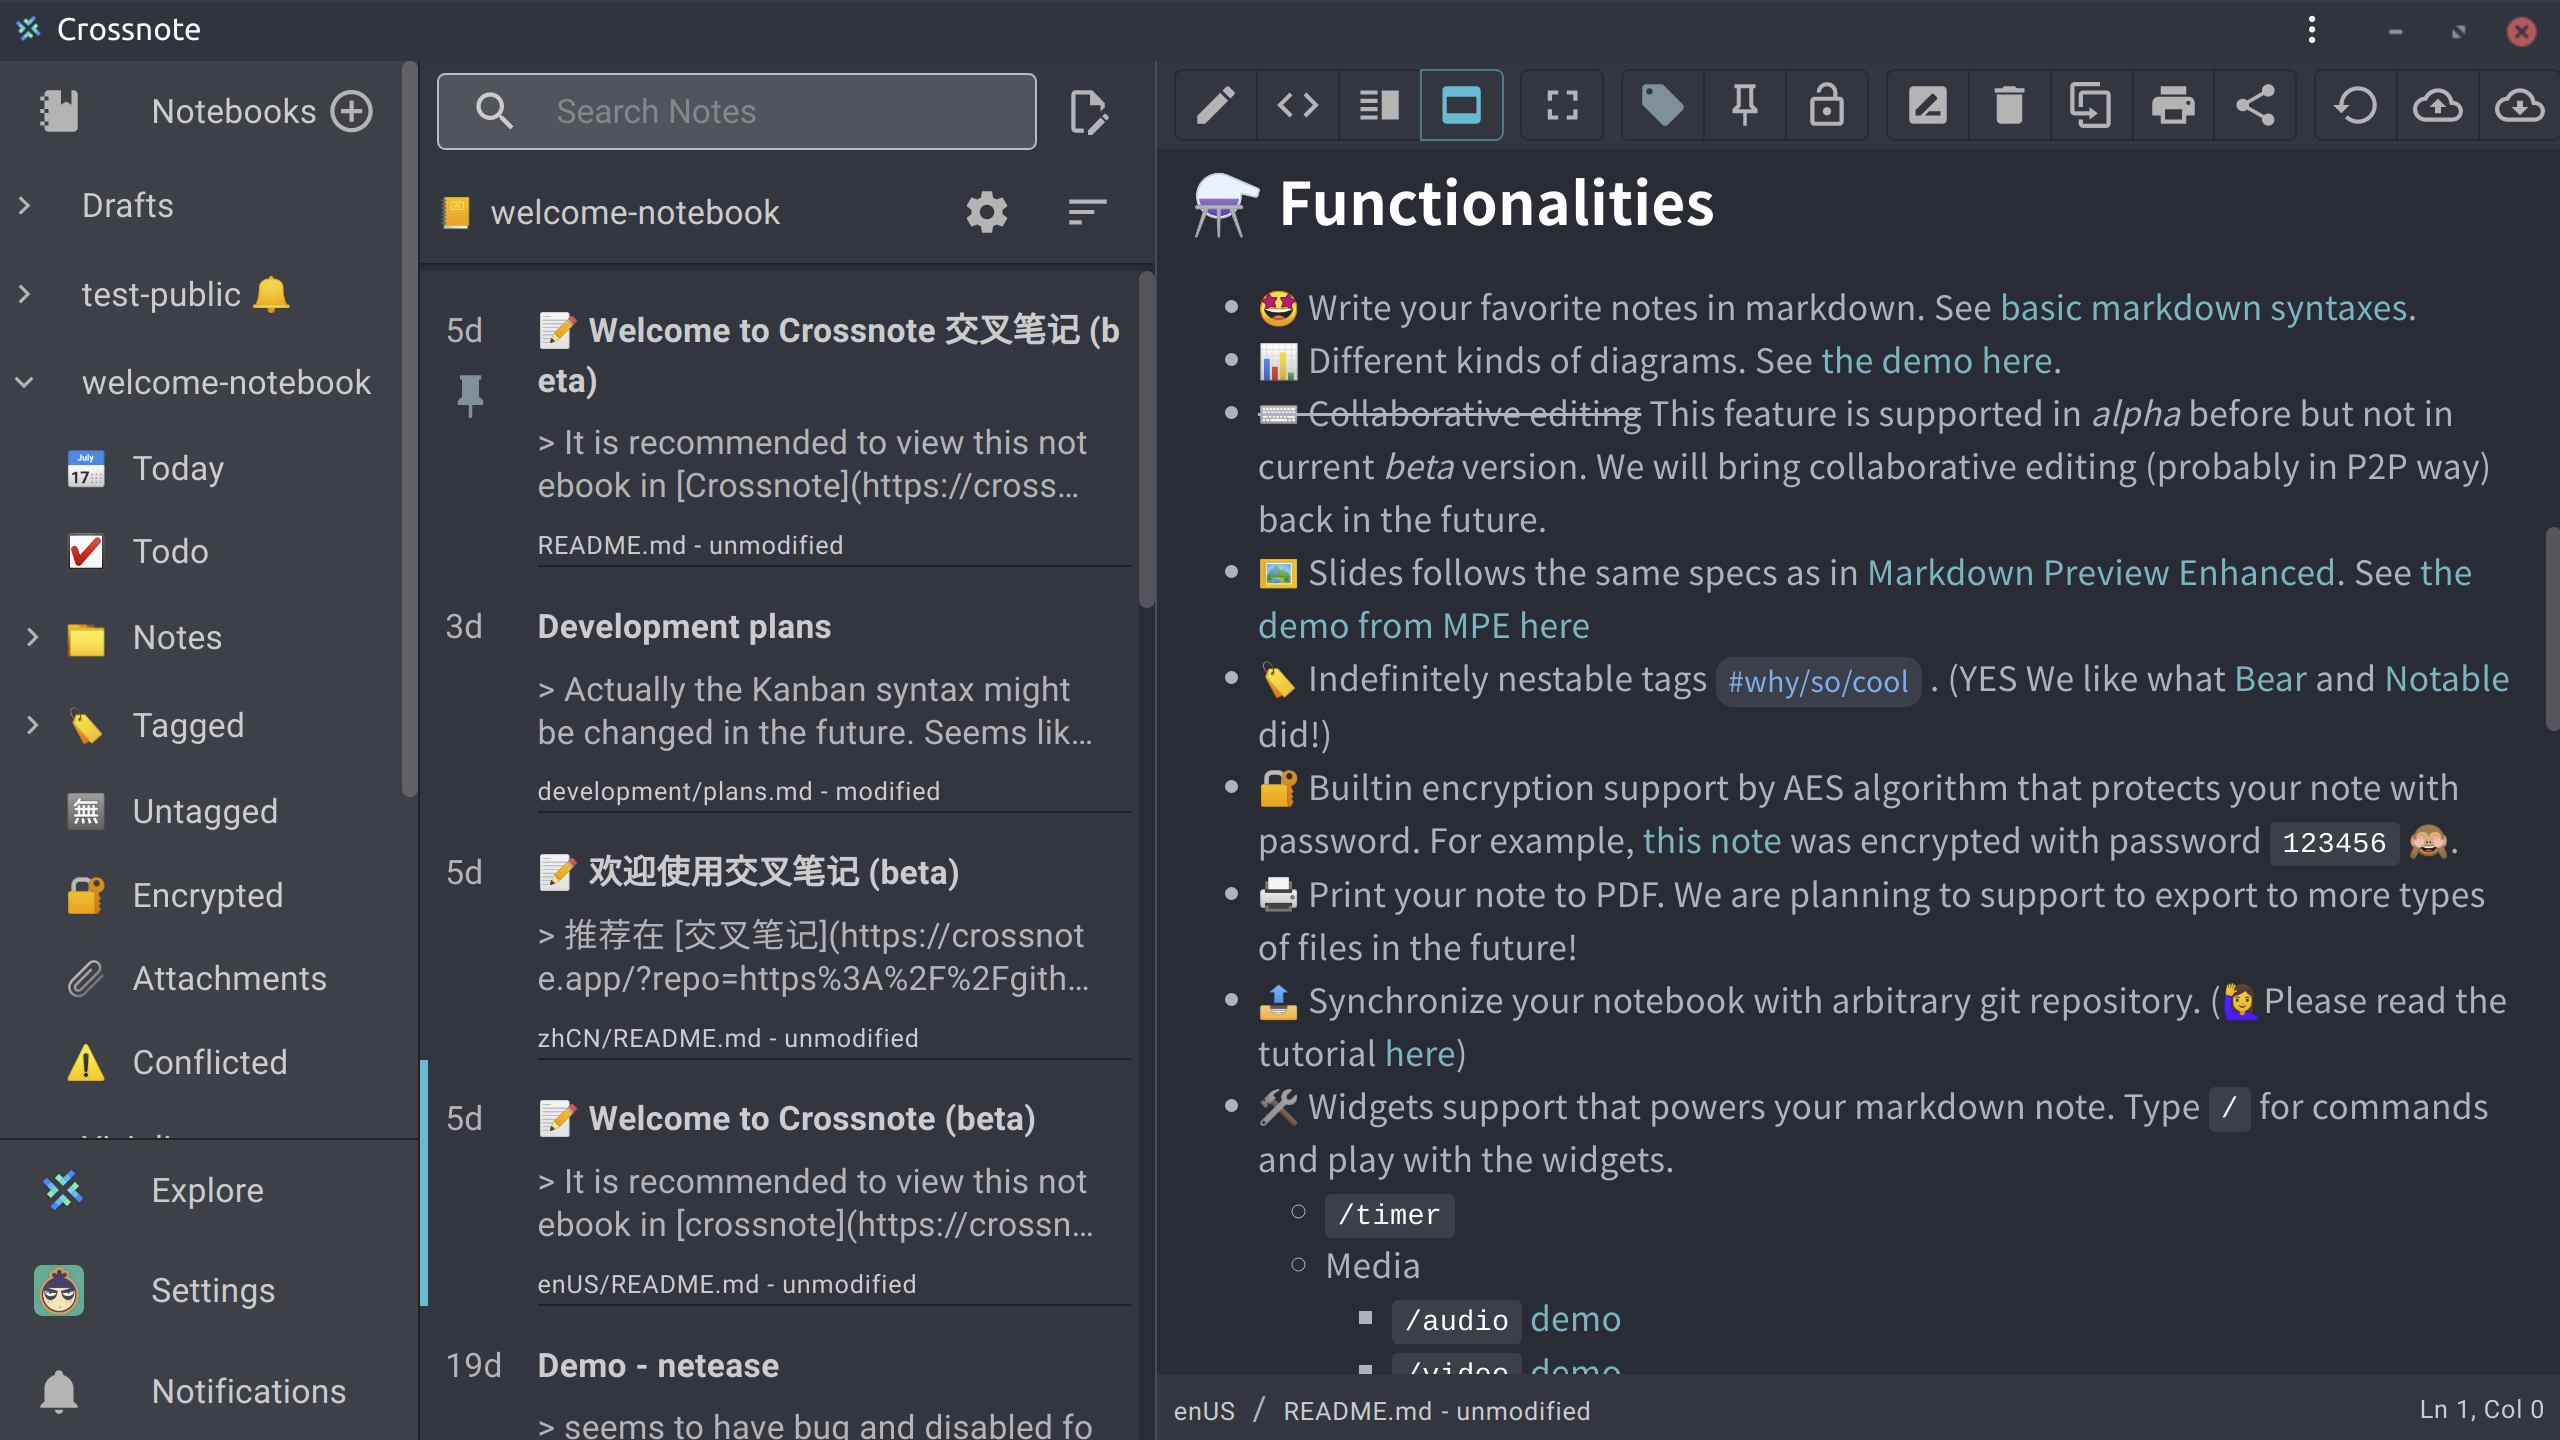 Crossnote
Notebooks
Drafts
test-public
welcome-notebook
July
17
Today
Todo
Notes
Tagged
無
Untagged
Encrypted
Attachments
Conflicted
Explore
Settings
Notifications
Search Notes
welcome-notebook
5d
Welcome to Crossnote 交叉笔记 (b
eta)
> It is recommended to view this not
ebook in [Crossnote](https://cross...
README.md - unmodified
3d
Development plans
> Actually the Kanban syntax might
be changed in the future. Seems lik...
development/plans.md - modified
5d
欢迎使用交叉笔记 (beta)
> 推荐在 [交叉笔记](https://crossnot
e.app/?repo=https%3A%2F%2Fgith...
zhCN/README.md - unmodified
5d
Welcome to Crossnote (beta)
> It is recommended to view this not
ebook in [crossnote](https://crossn...
enUS/README.md - unmodified
19d
Demo - netease
> seems to have bug and disabled fo
Functionalities
Write your favorite notes in markdown. See basic markdown syntaxes.
Different kinds of diagrams. See the demo here.
Collaborative editing This feature is supported in alpha before but not in
current beta version. We will bring collaborative editing (probably in P2P way)
back in the future.
Slides follows the same specs as in Markdown Preview Enhanced. See the
demo from MPE here
Indefinitely nestable tags #why/so/cool . (YES We like what Bear and Notable
did!)
Builtin encryption support by AES algorithm that protects your note with
password. For example, this note was encrypted with password 123456 .
Print your note to PDF. We are planning to support to export to more types
of files in the future!
Synchronize your notebook with arbitrary git repository. (Please read the
tutorial here)
Widgets support that powers your markdown note. Type / for commands
and play with the widgets.
/timer
Media
/audio demo
/video demo
enUS / README.md - unmodified
Ln 1, Col 0